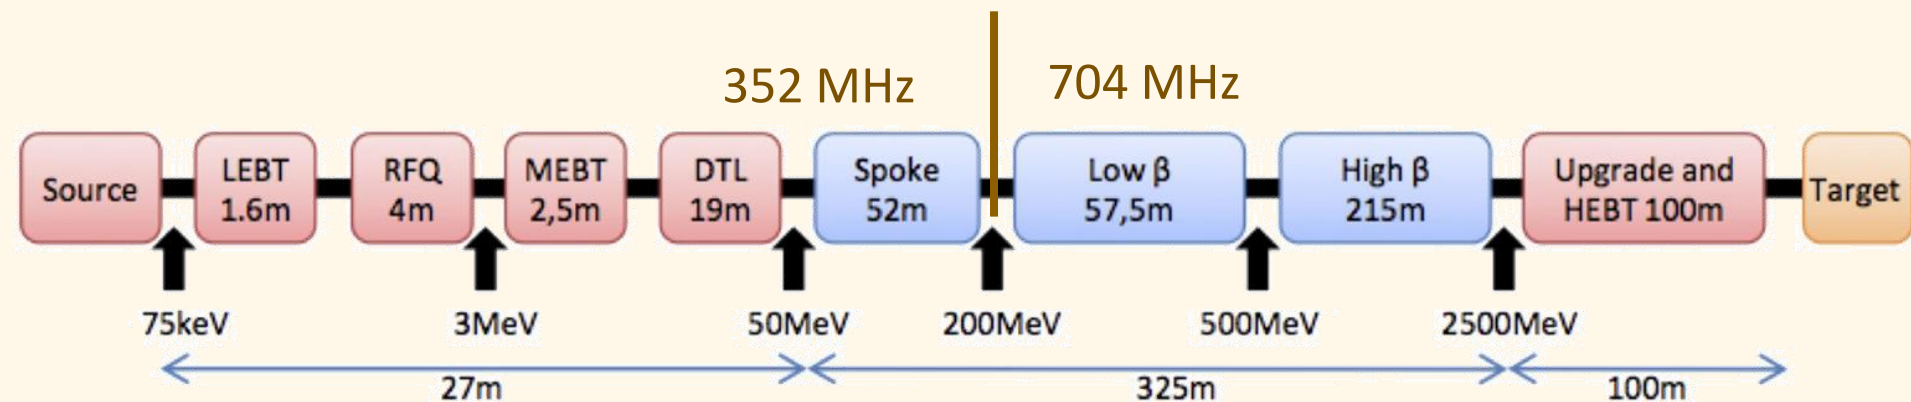 352 MHz
704 MHz
Source
LEBT
1.6m
RFQ
4m
MEBT
2,5m
DTL
19m
Spoke
52m
Low β
57,5m
High β
215m
Upgrade and
HEBT 100m
Target
75keV
3MeV
50MeV
200MeV
500MeV
2500MeV
27m
325m
100m